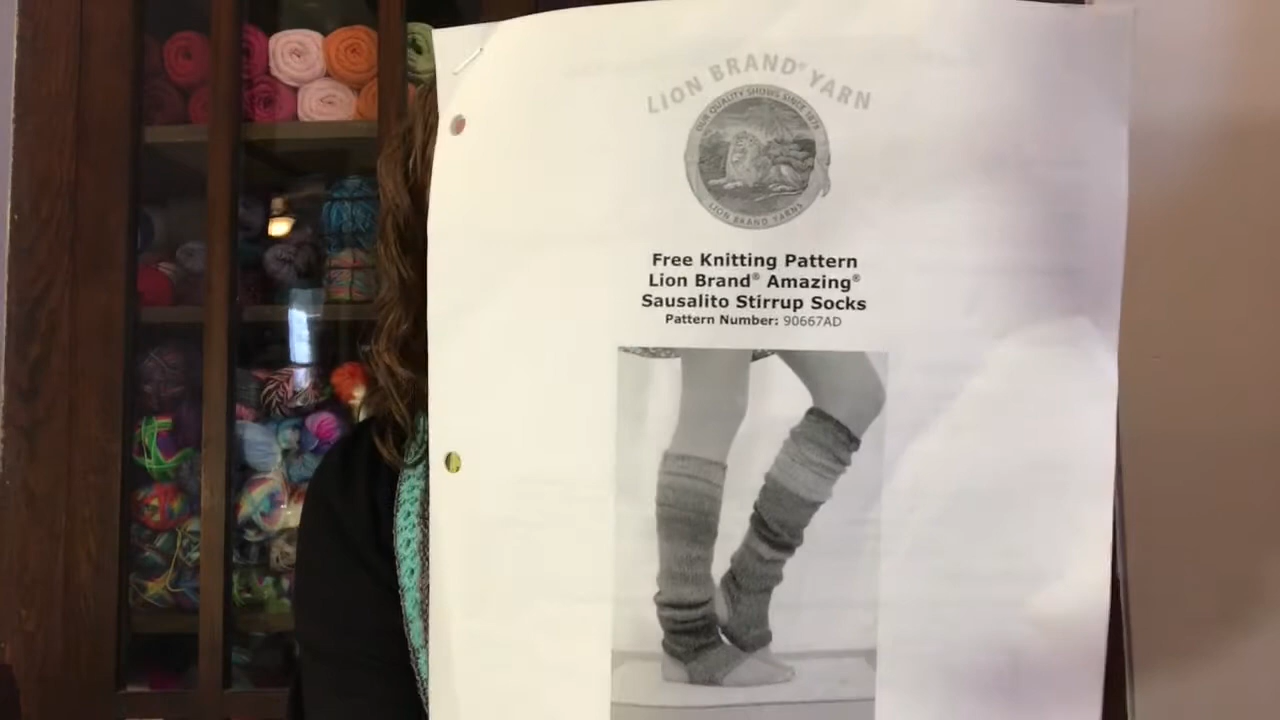 LION BRAND® YARN
OUR QUALITY SHOWS SINCE 1878
LION BRAND YARNS
Free Knitting Pattern
Lion Brand® Amazing®
Sausalito Stirrup Socks
Pattern Number: 90667AD